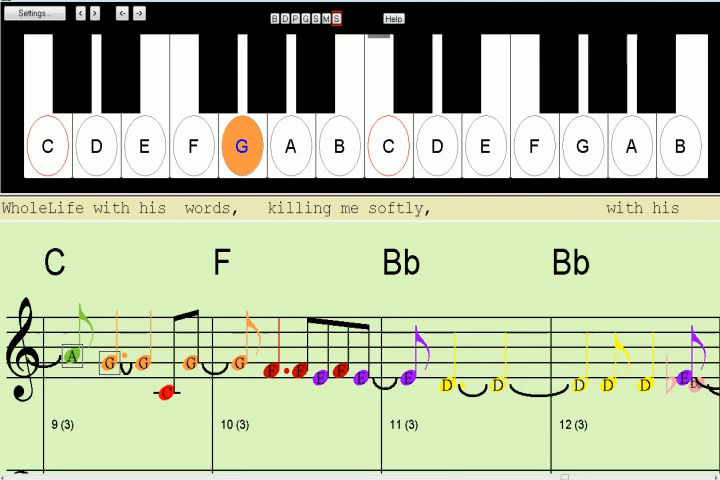 Settings... < > <- -> B D P G S M S Help
C D E F G A B C D E F G A B
WholeLife with his words, killing me softly, with his
C F Bb Bb
A G G C G G F F E F E E D D D D D E
9 (3) 10 (3) 11 (3) 12 (3)